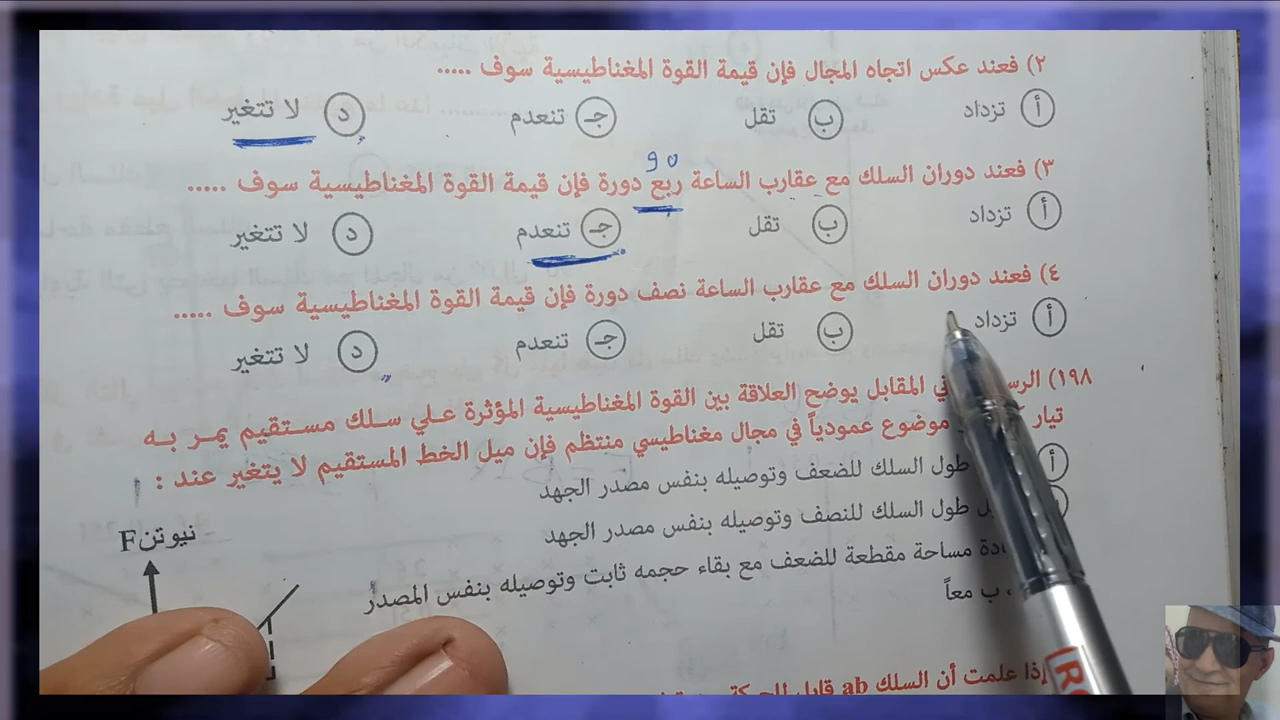 ٢) فعند عكس اتجاه المجال فإن قيمة القوة المغناطيسية سوف .....
أ تزداد ب تقل جـ تنعدم د لا تتغير
90
٣) فعند دوران السلك مع عقارب الساعة ربع دورة فإن قيمة القوة المغناطيسية سوف .....
أ تزداد ب تقل جـ تنعدم د لا تتغير
٤) فعند دوران السلك مع عقارب الساعة نصف دورة فإن قيمة القوة المغناطيسية سوف .....
أ تزداد ب تقل جـ تنعدم د لا تتغير
١٩٨) في المقابل يوضح العلاقة بين القوة المغناطيسية المؤثرة علي سلك مستقيم يمر به
تيار موضوع عمودياً في مجال مغناطيسي منتظم فإن ميل الخط المستقيم لا يتغير عند :
أ طول السلك للضعف وتوصيله بنفس مصدر الجهد
طول السلك للنصف وتوصيله بنفس مصدر الجهد
مساحة مقطعة للضعف مع بقاء حجمه ثابت وتوصيله بنفس المصدر
، ب معاً
نيوتن F
إذا علمت أن السلك ab قابل